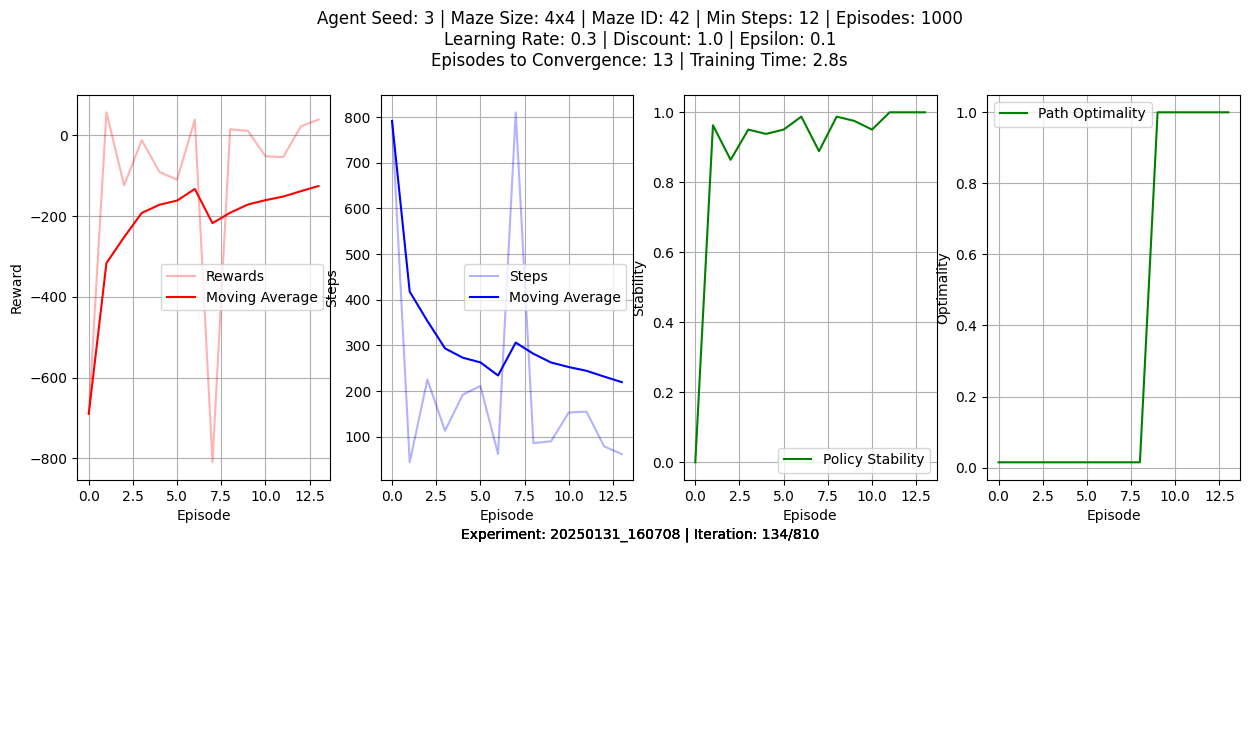 Agent Seed: 3 | Maze Size: 4x4 | Maze ID: 42 | Min Steps: 12 | Episodes: 1000
Learning Rate: 0.3 | Discount: 1.0 | Epsilon: 0.1
Episodes to Convergence: 13 | Training Time: 2.8s
Reward
0
−200
−400
−600
−800
Rewards
Moving Average
0.0 2.5 5.0 7.5 10.0 12.5
Episode
Steps
800
700
600
500
400
300
200
100
Steps
Moving Average
0.0 2.5 5.0 7.5 10.0 12.5
Episode
Stability
1.0
0.8
0.6
0.4
0.2
0.0
Policy Stability
0.0 2.5 5.0 7.5 10.0 12.5
Episode
Optimality
1.0
0.8
0.6
0.4
0.2
0.0
Path Optimality
0.0 2.5 5.0 7.5 10.0 12.5
Episode
Experiment: 20250131_160708 | Iteration: 134/810